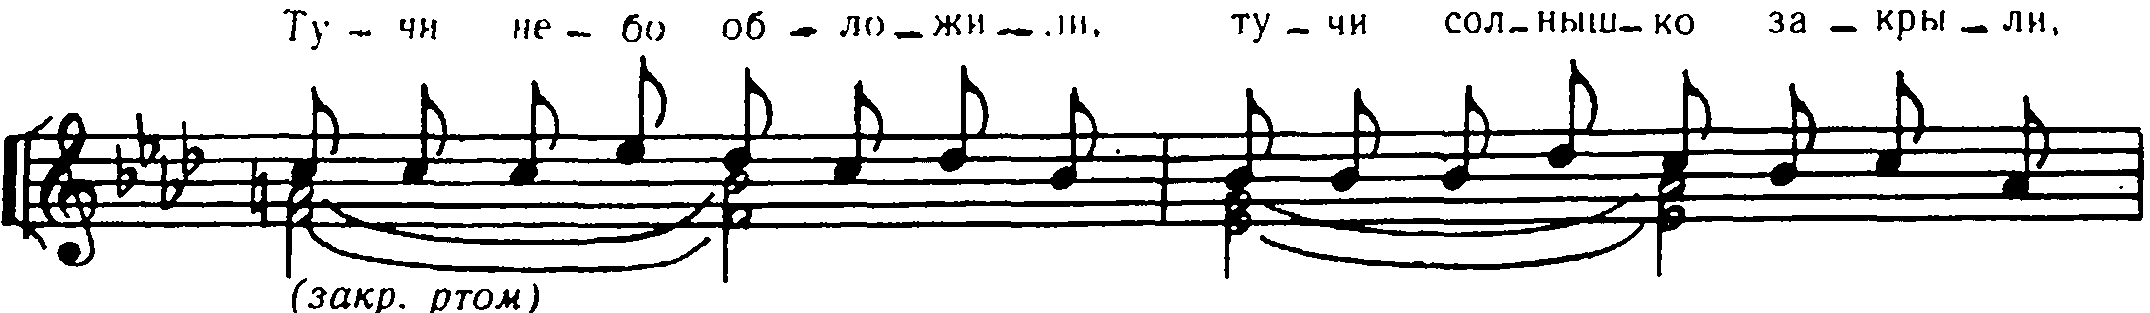 Ту – чи не – бо об – ло – жи – ли, ту – чи сол – ныш – ко за – кры – ли,
(закр. ртом)